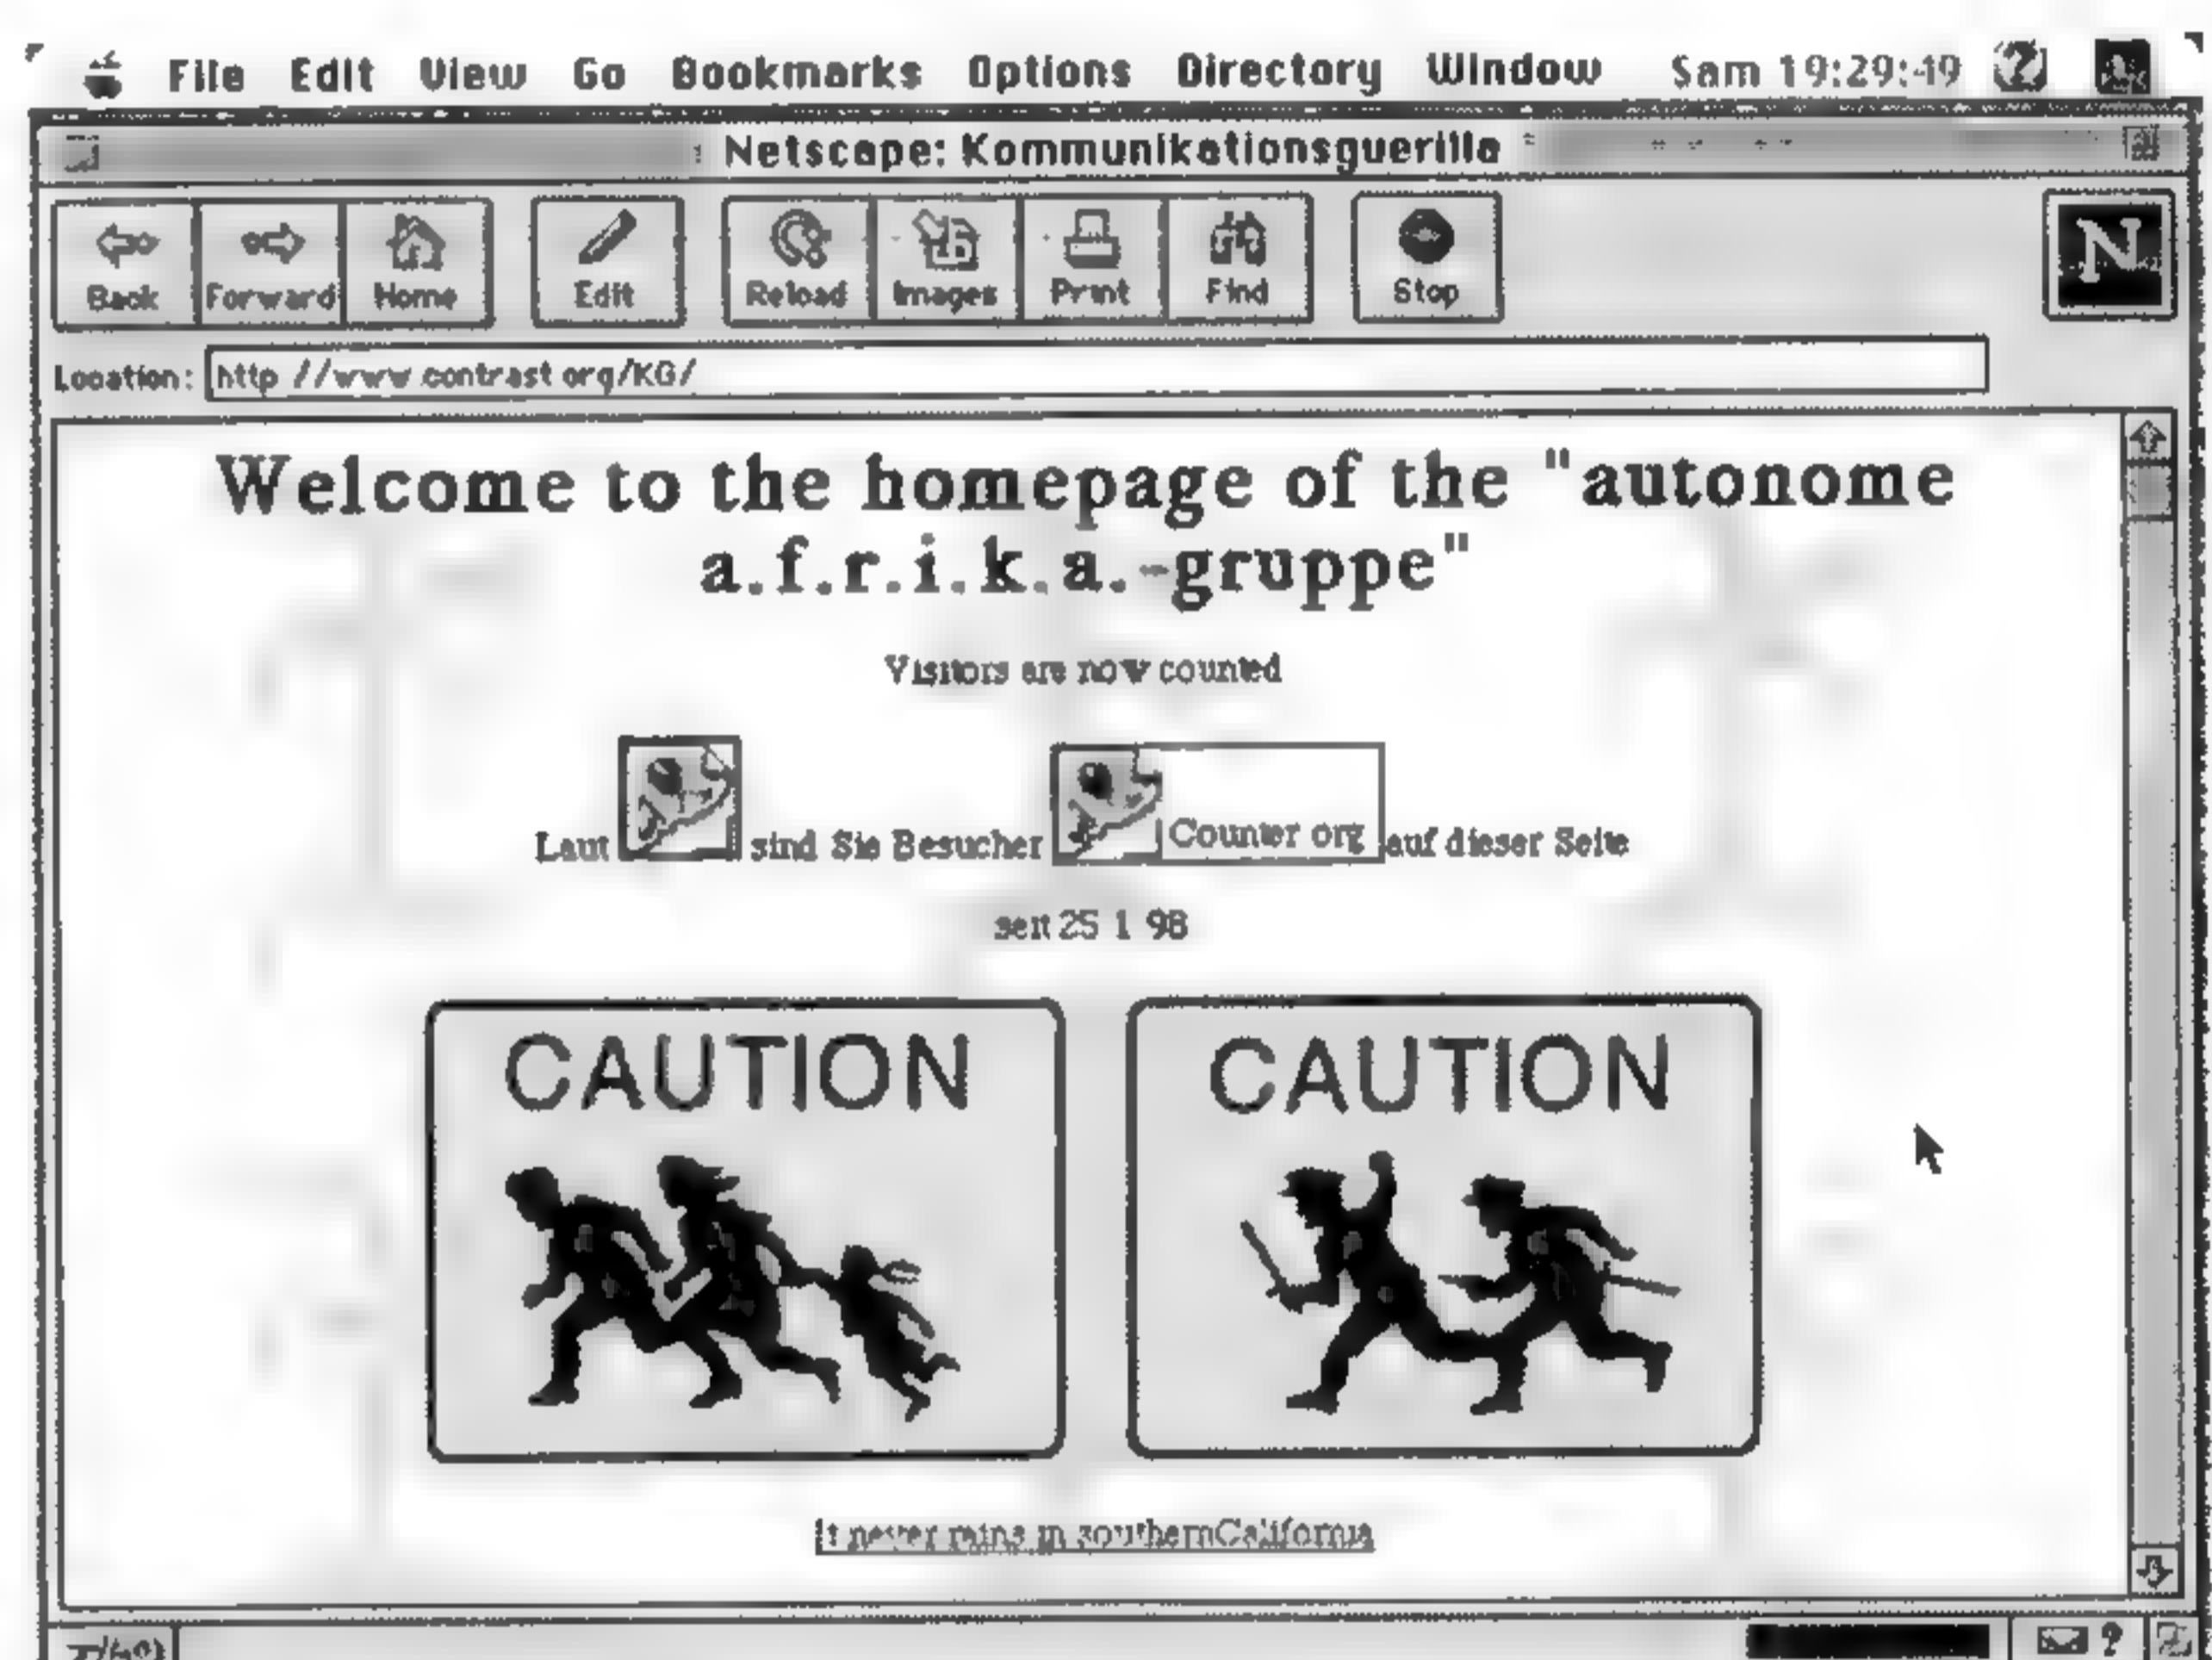 File Edit View Go Bookmarks Options Directory Window Sam 19:29:49
Netscape: Kommunikationsguerilla
Back Forward Home Edit Reload Images Print Find Stop
N
Location: http //www.contrast org/KG/
Welcome to the homepage of the "autonome
a.f.r.i.k.a.-gruppe"
Visitors are now counted
Laut sind Sie Besucher Counter org auf dieser Seite
seit 25 1 98
CAUTION CAUTION
It never rains in southernCalifornia
?